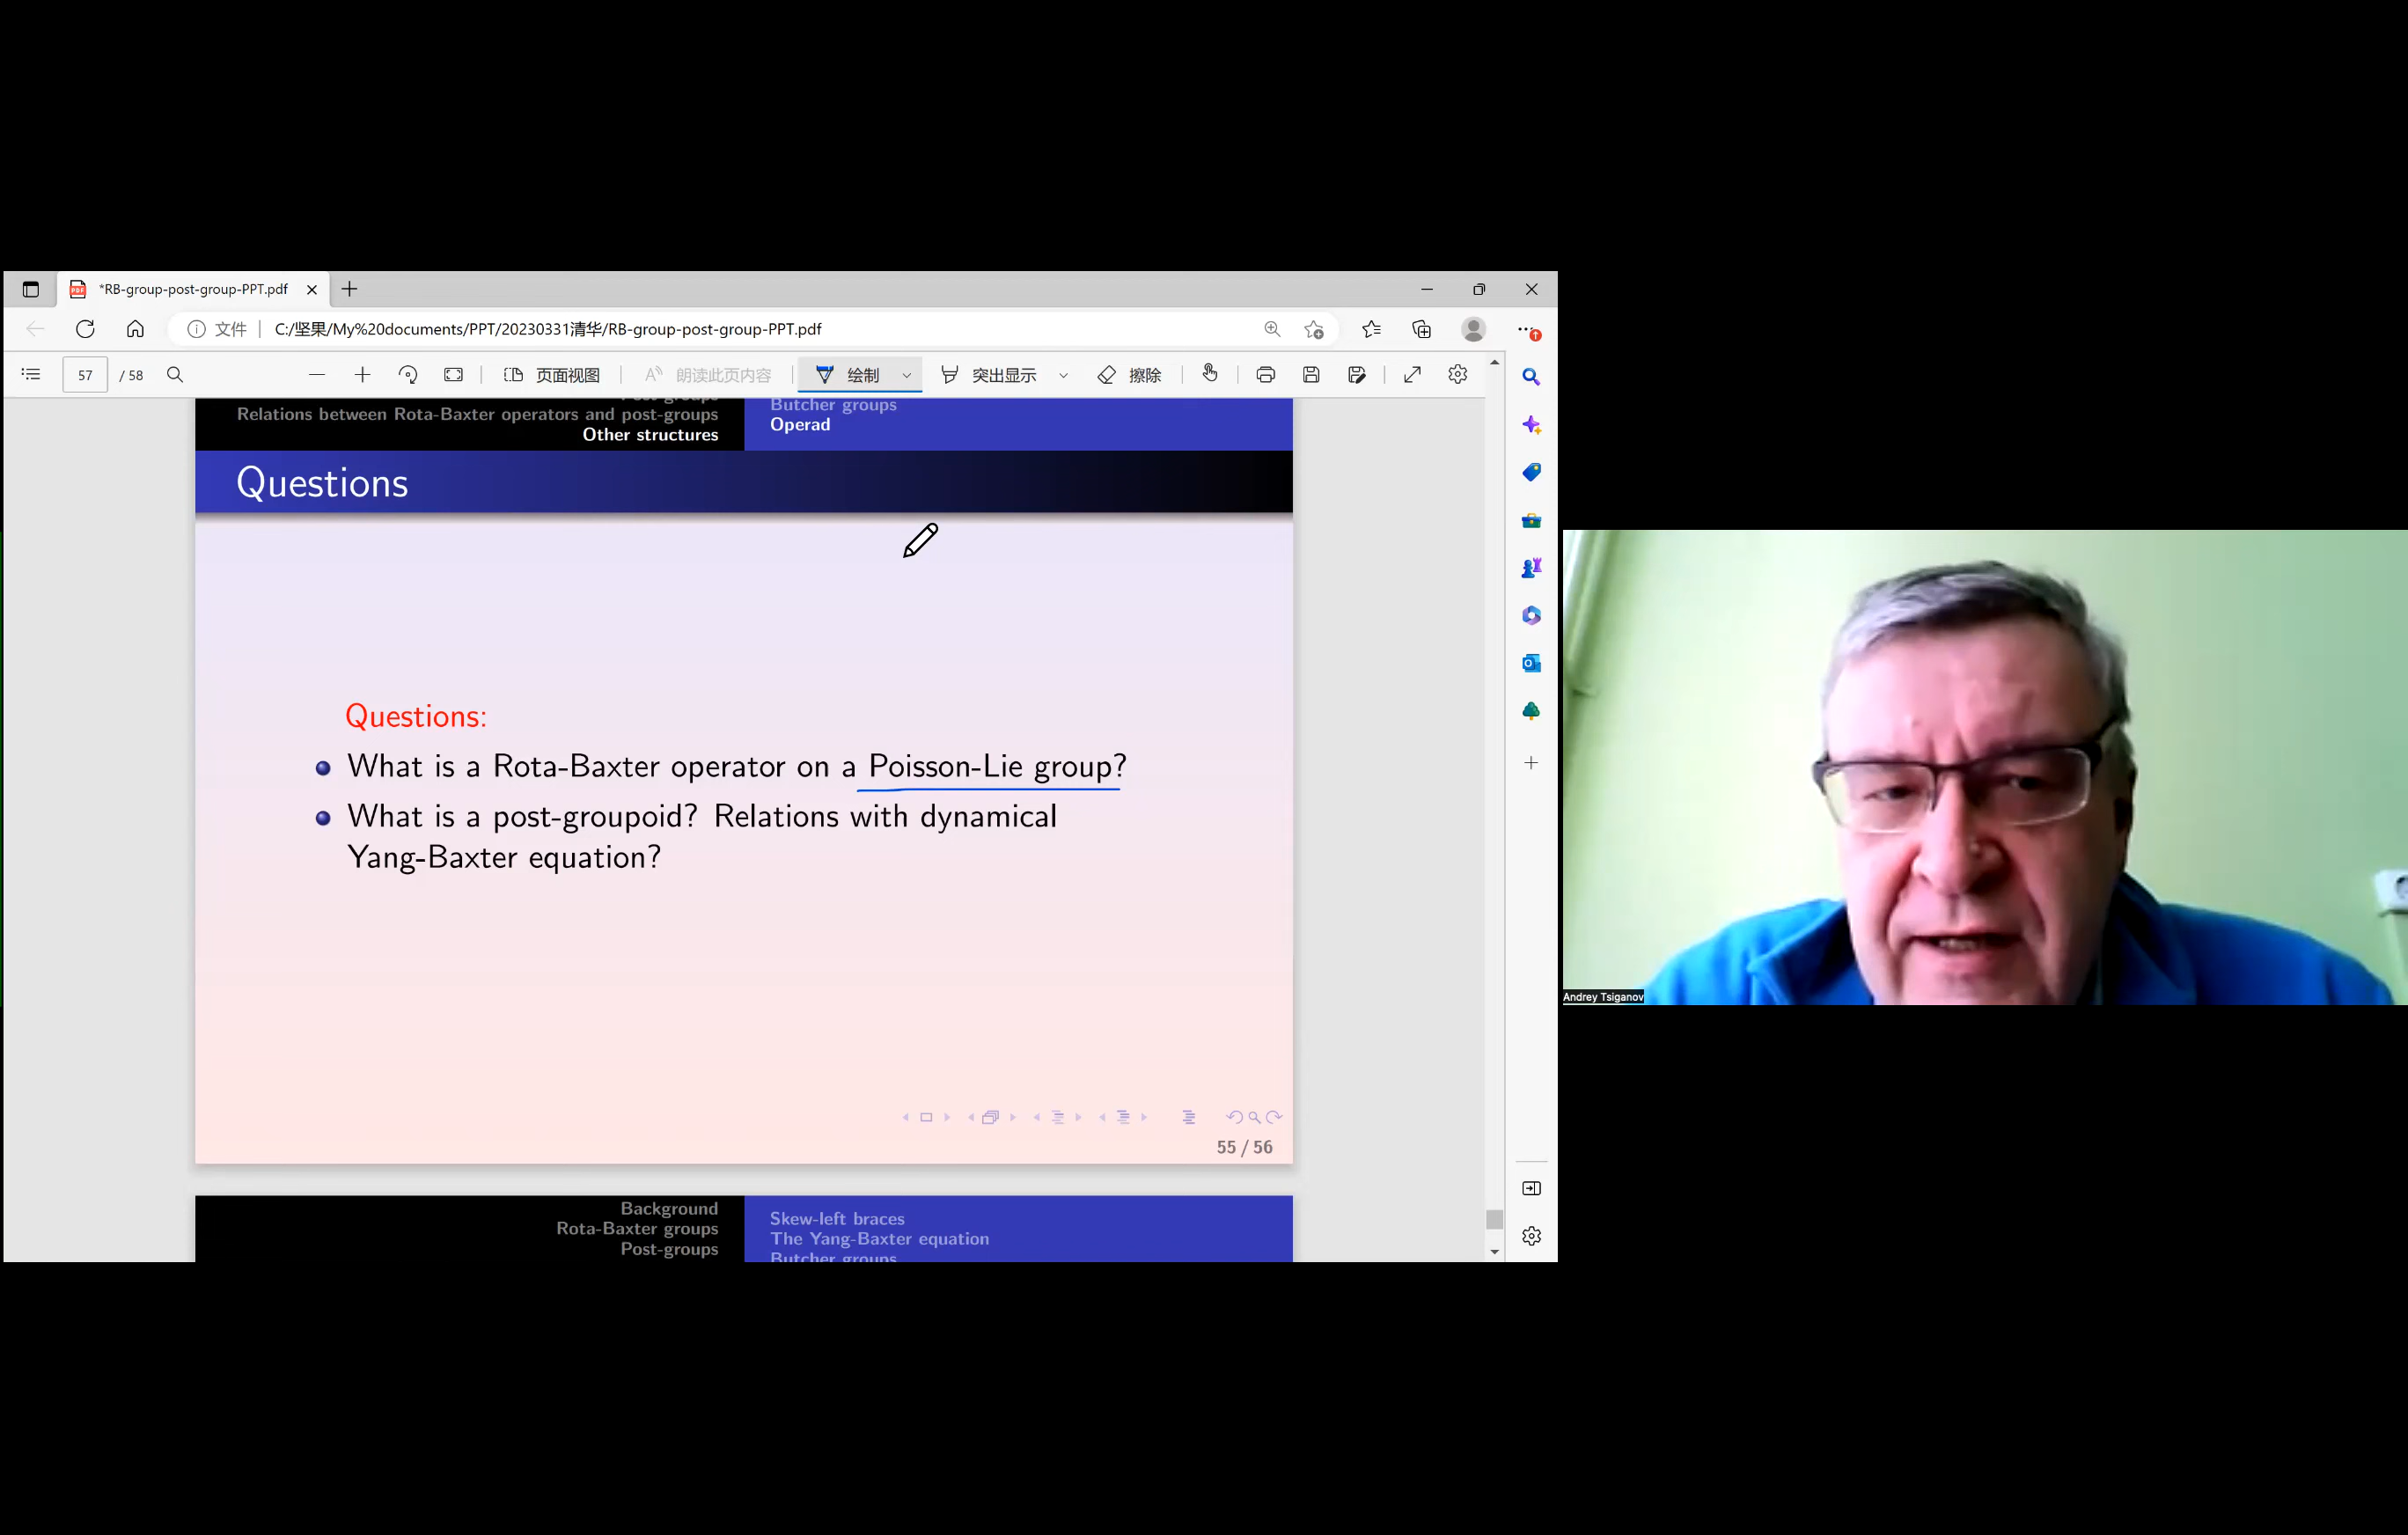 *RB-group-post-group-PPT.pdf
文件 C:/坚果/My%20documents/PPT/20230331清华/RB-group-post-group-PPT.pdf
57 / 58 页面视图 朗读此页内容 绘制 突出显示 擦除
Post-groups
Relations between Rota-Baxter operators and post-groups
Other structures
Butcher groups
Operad
Questions
Questions:
What is a Rota-Baxter operator on a Poisson-Lie group?
What is a post-groupoid? Relations with dynamical
Yang-Baxter equation?
55 / 56
Background
Rota-Baxter groups
Post-groups
Skew-left braces
The Yang-Baxter equation
Butcher groups
Andrey Tsiganov